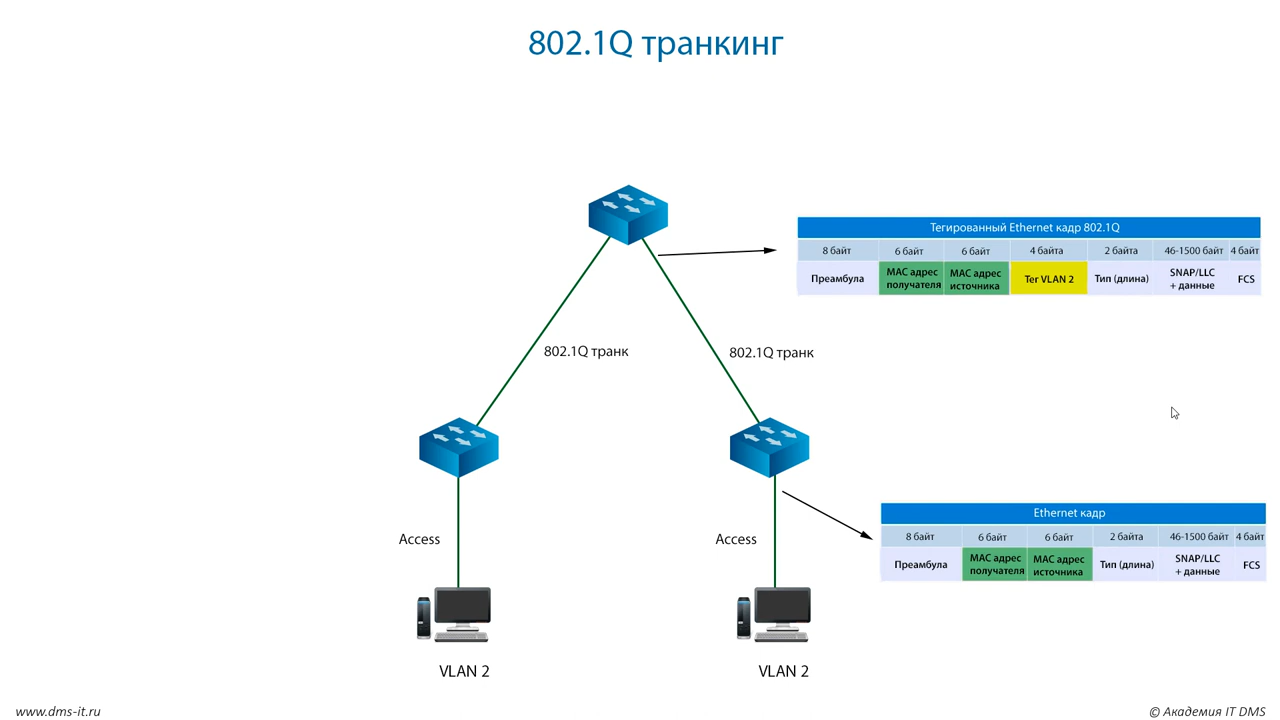 802.1Q транкинг
Тегированный Ethernet кадр 802.1Q
8 байт 6 байт 6 байт 4 байта 2 байта 46-1500 байт 4 байт
Преамбула MAC адрес получателя MAC адрес источника Тег VLAN 2 Тип (длина) SNAP/LLC + данные FCS
802.1Q транк 802.1Q транк
Ethernet кадр
8 байт 6 байт 6 байт 2 байта 46-1500 байт 4 байт
Преамбула MAC адрес получателя MAC адрес источника Тип (длина) SNAP/LLC + данные FCS
Access Access
VLAN 2 VLAN 2
www.dms-it.ru © Академия IT DMS